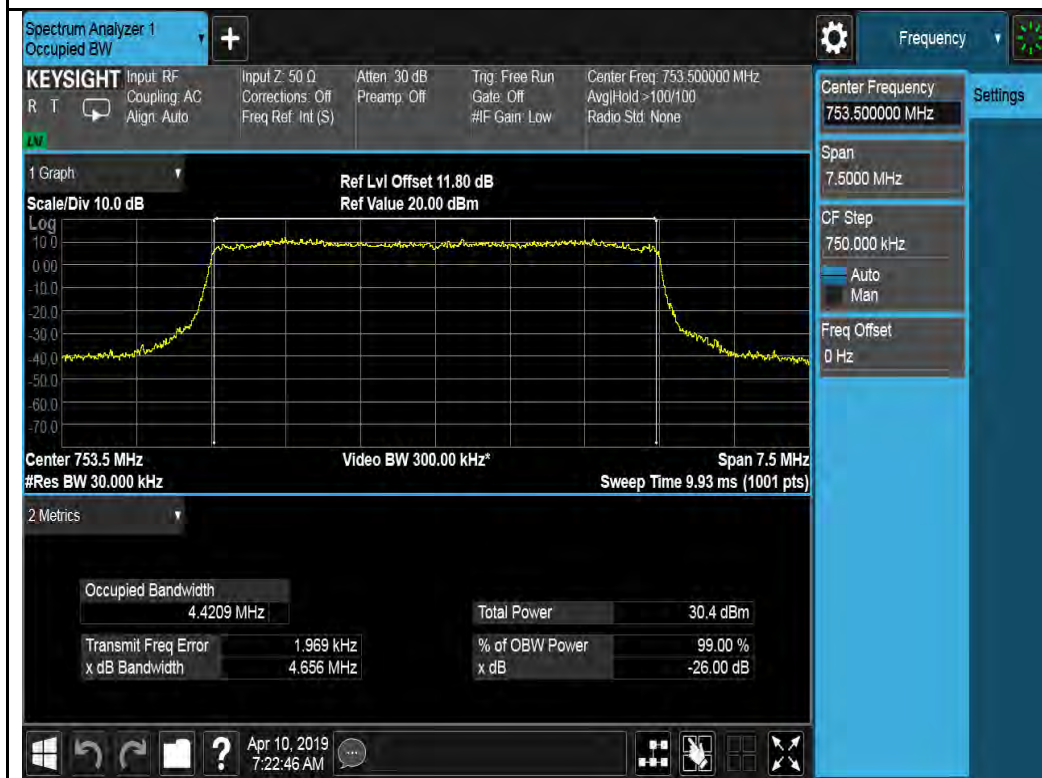 Spectrum Analyzer 1
Occupied BW
+
Frequency
KEYSIGHT
R T
LV
Input: RF
Coupling: AC
Align: Auto
Input Z: 50 Ω
Corrections: Off
Freq Ref: Int (S)
Atten: 30 dB
Preamp: Off
Trig: Free Run
Gate: Off
#IF Gain: Low
Center Freq: 753.500000 MHz
Avg|Hold >100/100
Radio Std: None
Center Frequency
753.500000 MHz
Settings
Span
7.5000 MHz
CF Step
750.000 kHz
Auto
Man
Freq Offset
0 Hz
1 Graph
Scale/Div 10.0 dB
Ref Lvl Offset 11.80 dB
Ref Value 20.00 dBm
Log
10.0
0.00
-10.0
-20.0
-30.0
-40.0
-50.0
-60.0
-70.0
Center 753.5 MHz
#Res BW 30.000 kHz
Video BW 300.00 kHz*
Span 7.5 MHz
Sweep Time 9.93 ms (1001 pts)
2 Metrics
Occupied Bandwidth
4.4209 MHz
Total Power 30.4 dBm
Transmit Freq Error 1.969 kHz
% of OBW Power 99.00 %
x dB Bandwidth 4.656 MHz
x dB -26.00 dB
?
Apr 10, 2019
7:22:46 AM